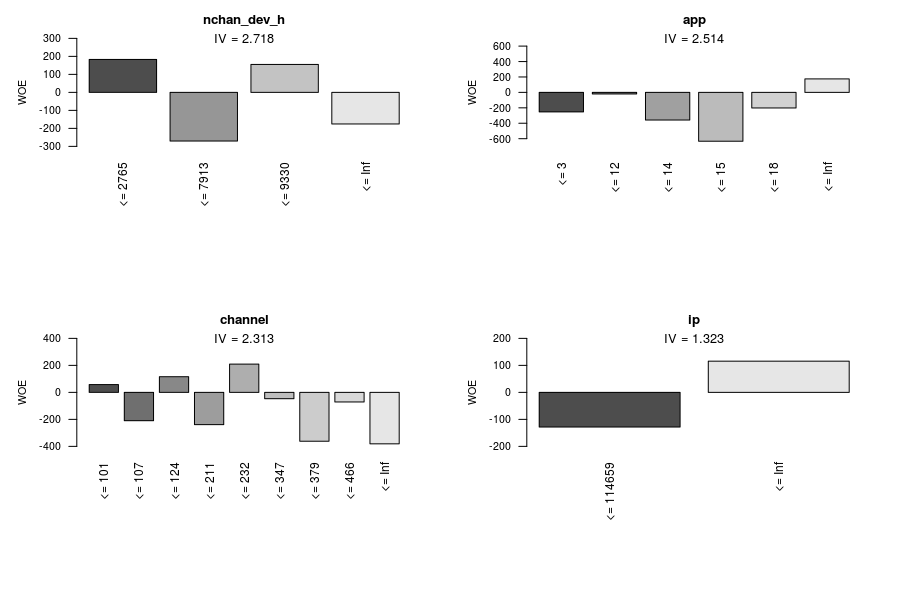 nchan_dev_h
IV = 2.718
WOE
300
200
100
0
-100
-200
-300
<= 2765
<= 7913
<= 9330
<= Inf
app
IV = 2.514
WOE
600
400
200
0
-200
-400
-600
<= 3
<= 12
<= 14
<= 15
<= 18
<= Inf
channel
IV = 2.313
WOE
400
200
0
-200
-400
<= 101
<= 107
<= 124
<= 211
<= 232
<= 347
<= 379
<= 466
<= Inf
ip
IV = 1.323
WOE
200
100
0
-100
-200
<= 114659
<= Inf